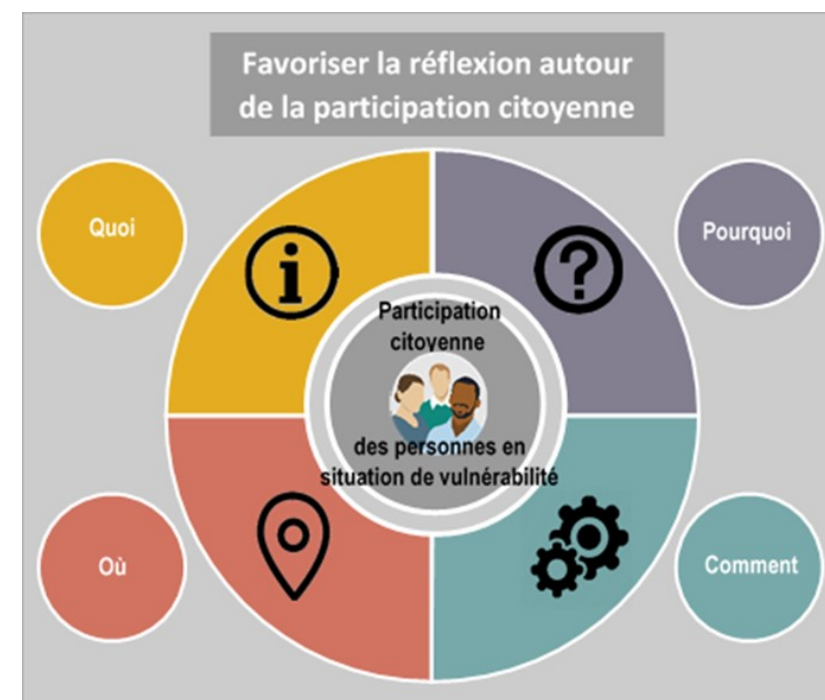 Favoriser la réflexion autour
de la participation citoyenne
Quoi
Pourquoi
Participation
citoyenne
des personnes en
situation de vulnérabilité
Où
Comment